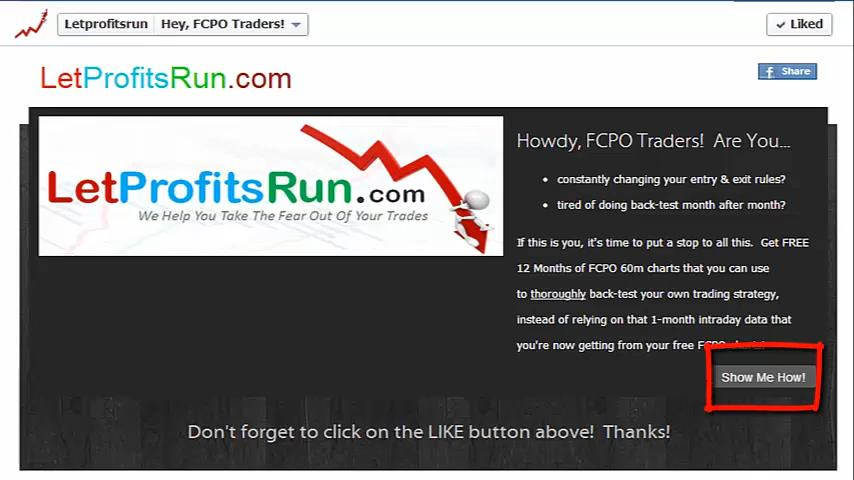 Letprofitsrun Hey, FCPO Traders!
Liked
LetProfitsRun.com
Share
LetProfitsRun.com
We Help You Take The Fear Out Of Your Trades
Howdy, FCPO Traders! Are You...
• constantly changing your entry & exit rules?
• tired of doing back-test month after month?
If this is you, it's time to put a stop to all this. Get FREE
12 Months of FCPO 60m charts that you can use
to thoroughly back-test your own trading strategy,
instead of relying on that 1-month intraday data that
you're now getting from your free FCPO
Show Me How!
Don't forget to click on the LIKE button above! Thanks!